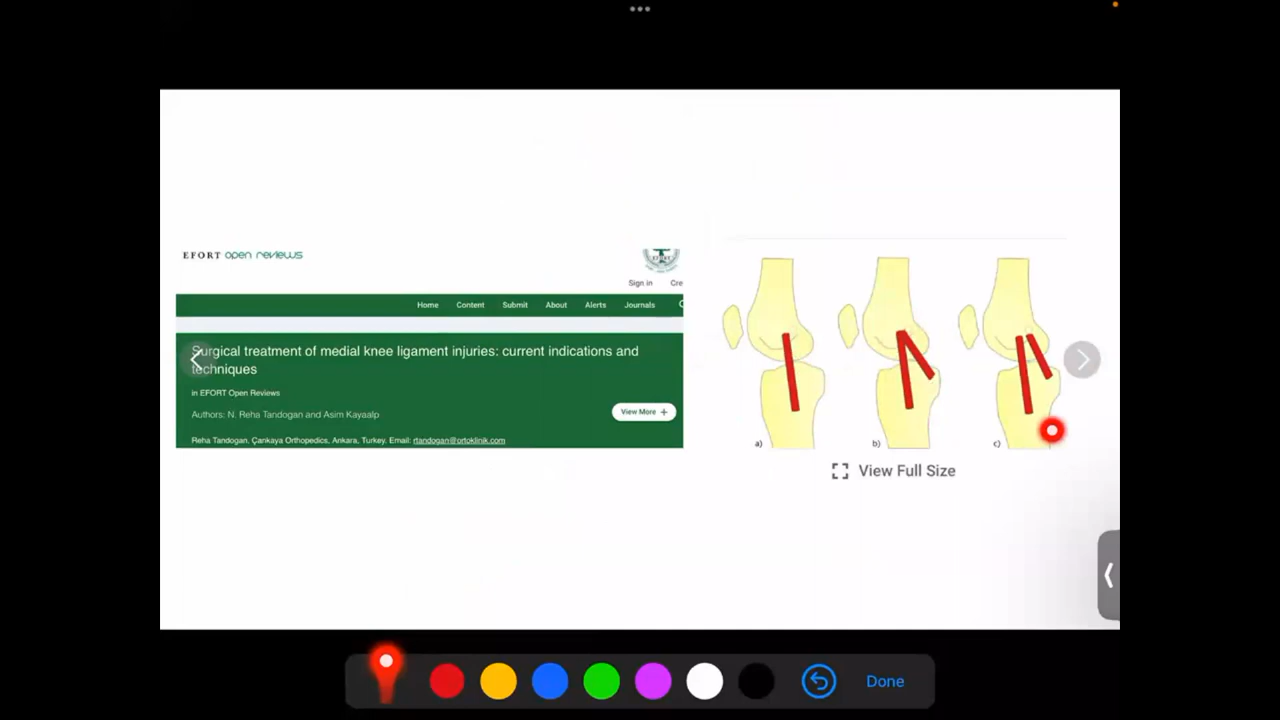 EFORT open reviews
EFORT
Sign in
Cre
Home Content Submit About Alerts Journals
Surgical treatment of medial knee ligament injuries: current indications and
techniques
in EFORT Open Reviews
Authors: N. Reha Tandogan and Asim Kayaalp
View More +
Reha Tandogan, Çankaya Orthopedics, Ankara, Turkey. Email: rtandogan@ortoklinik.com
a) b) c)
View Full Size
Done